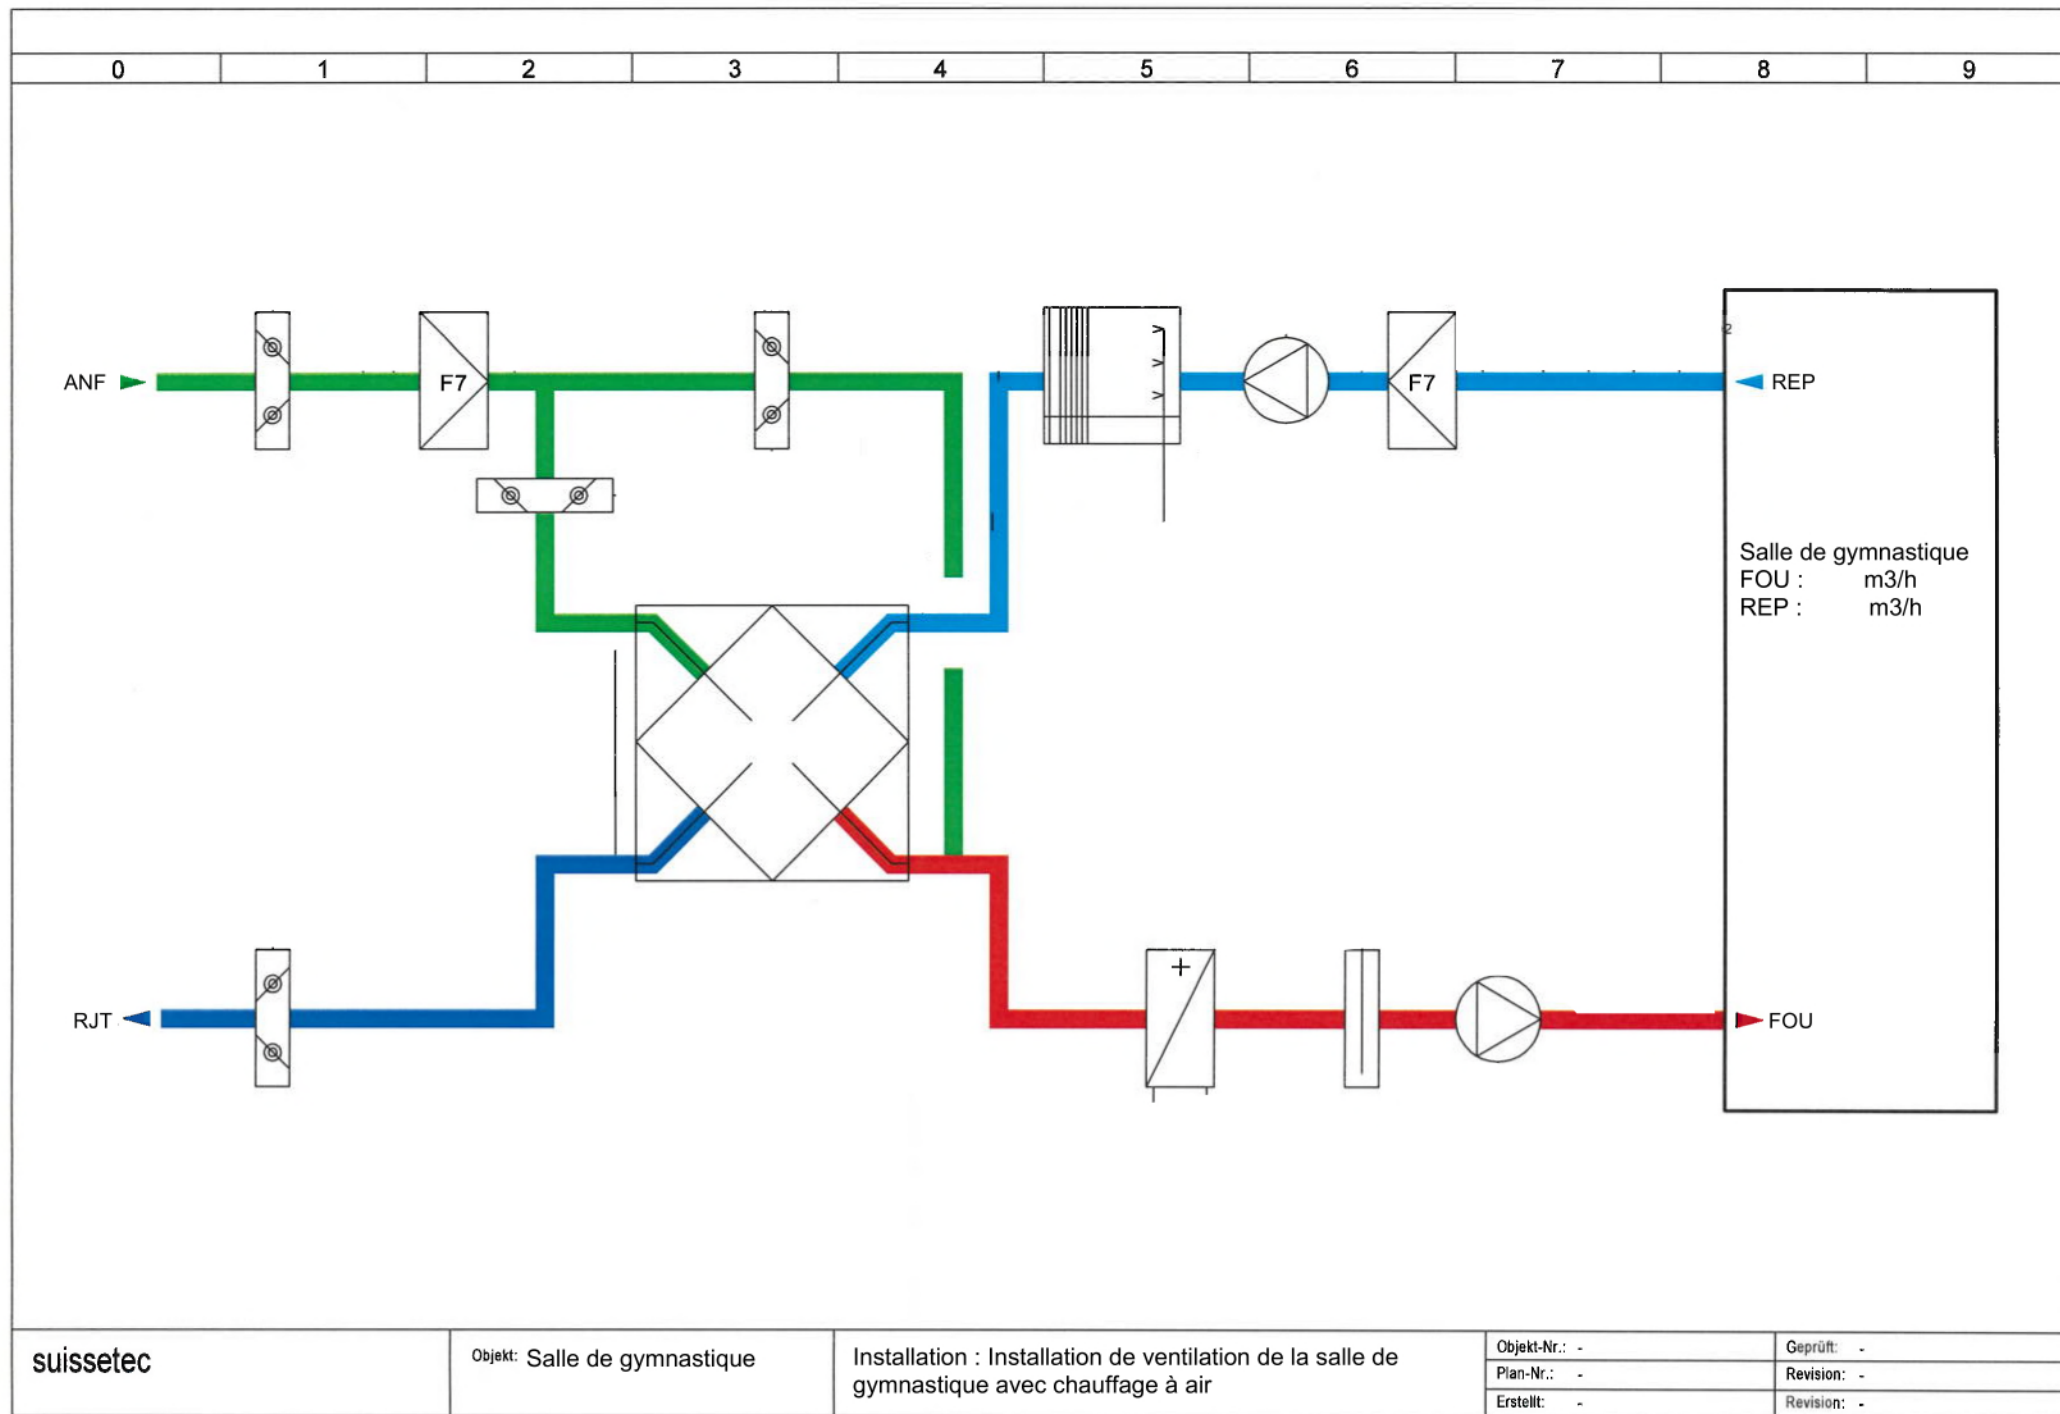 0 1 2 3 4 5 6 7 8 9
ANF
F7
F7
REP
Salle de gymnastique
FOU : m3/h
REP : m3/h
+
RJT
FOU
suissetec
Objekt: Salle de gymnastique
Installation : Installation de ventilation de la salle de
gymnastique avec chauffage à air
Objekt-Nr.: -
Plan-Nr.: -
Erstellt: -
Geprüft: -
Revision: -
Revision: -